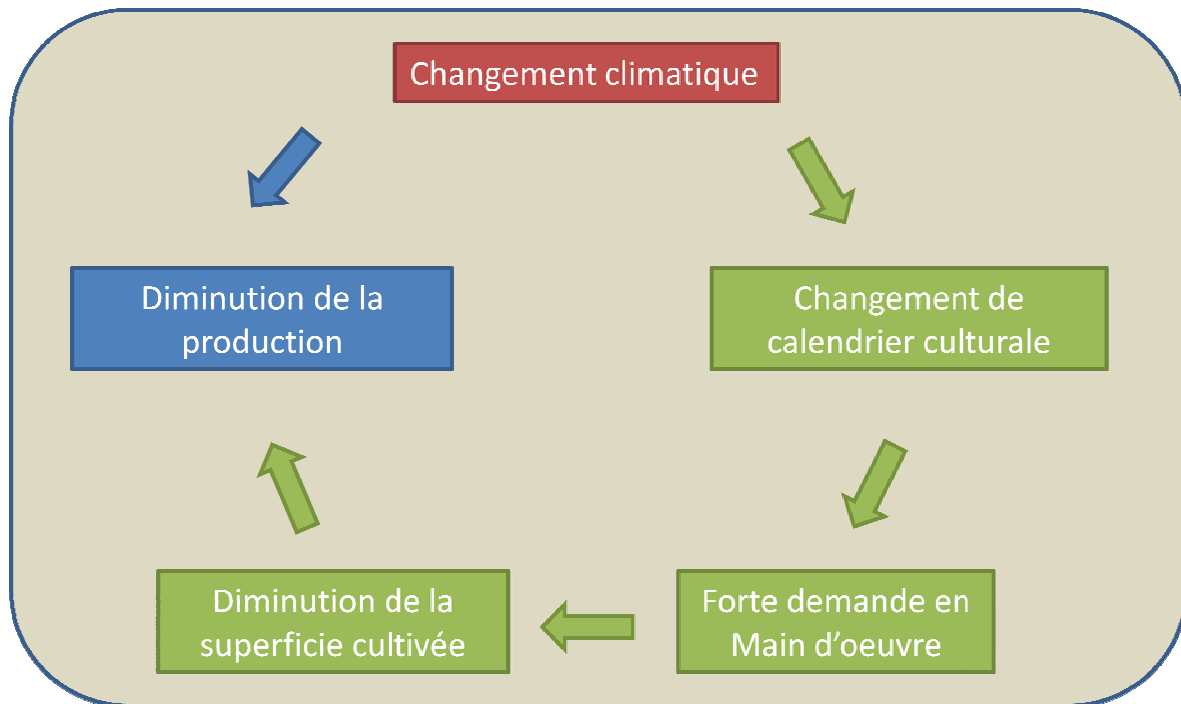 Changement climatique
Diminution de la
production
Changement de
calendrier culturale
Diminution de la
superficie cultivée
Forte demande en
Main d'oeuvre